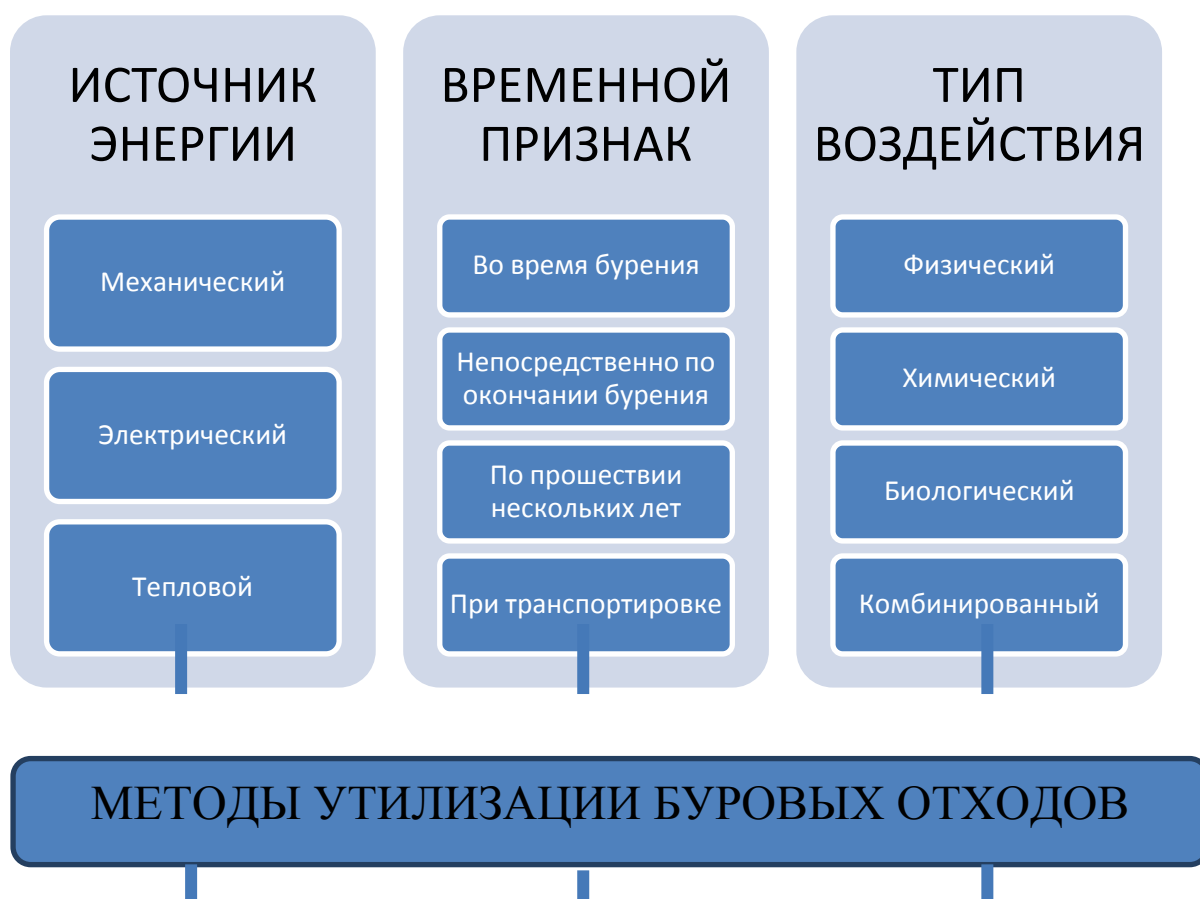 ИСТОЧНИК
ЭНЕРГИИ
Механический
Электрический
Тепловой
ВРЕМЕННОЙ
ПРИЗНАК
Во время бурения
Непосредственно по
окончании бурения
По прошествии
нескольких лет
При транспортировке
ТИП
ВОЗДЕЙСТВИЯ
Физический
Химический
Биологический
Комбинированный
МЕТОДЫ УТИЛИЗАЦИИ БУРОВЫХ ОТХОДОВ